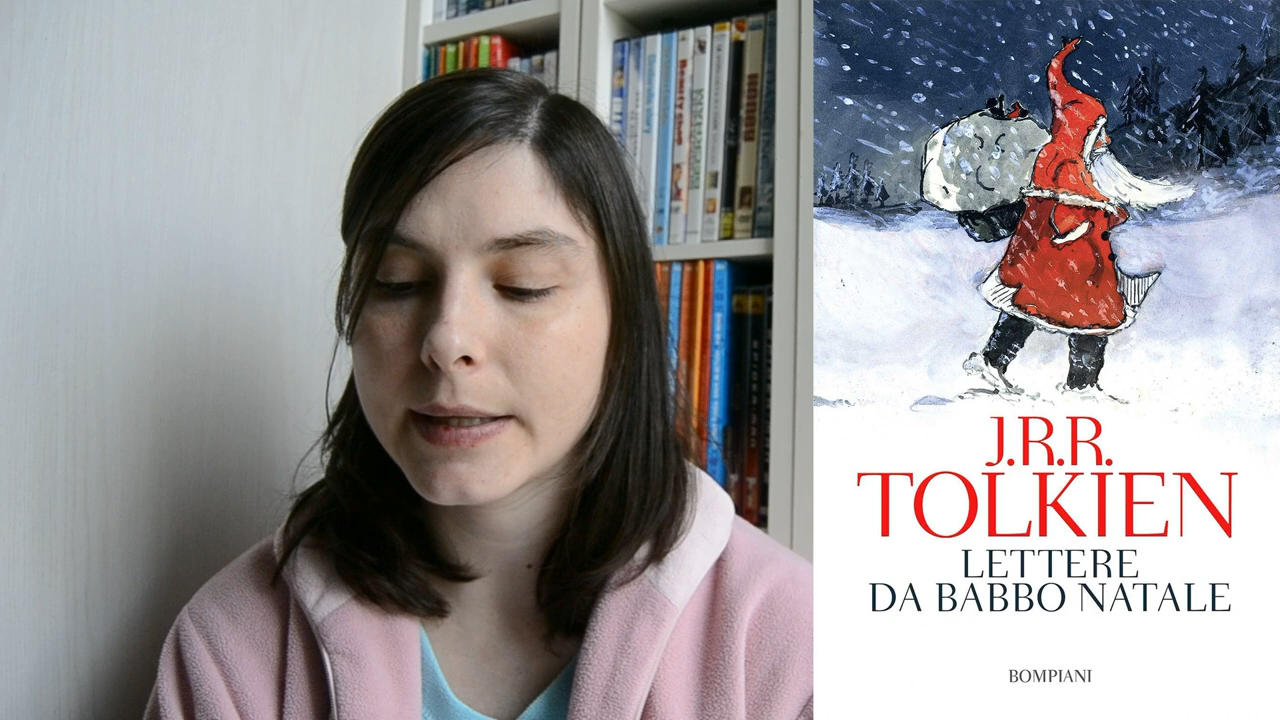 J.R.R.
TOLKIEN
LETTERE
DA BABBO NATALE
BOMPIANI